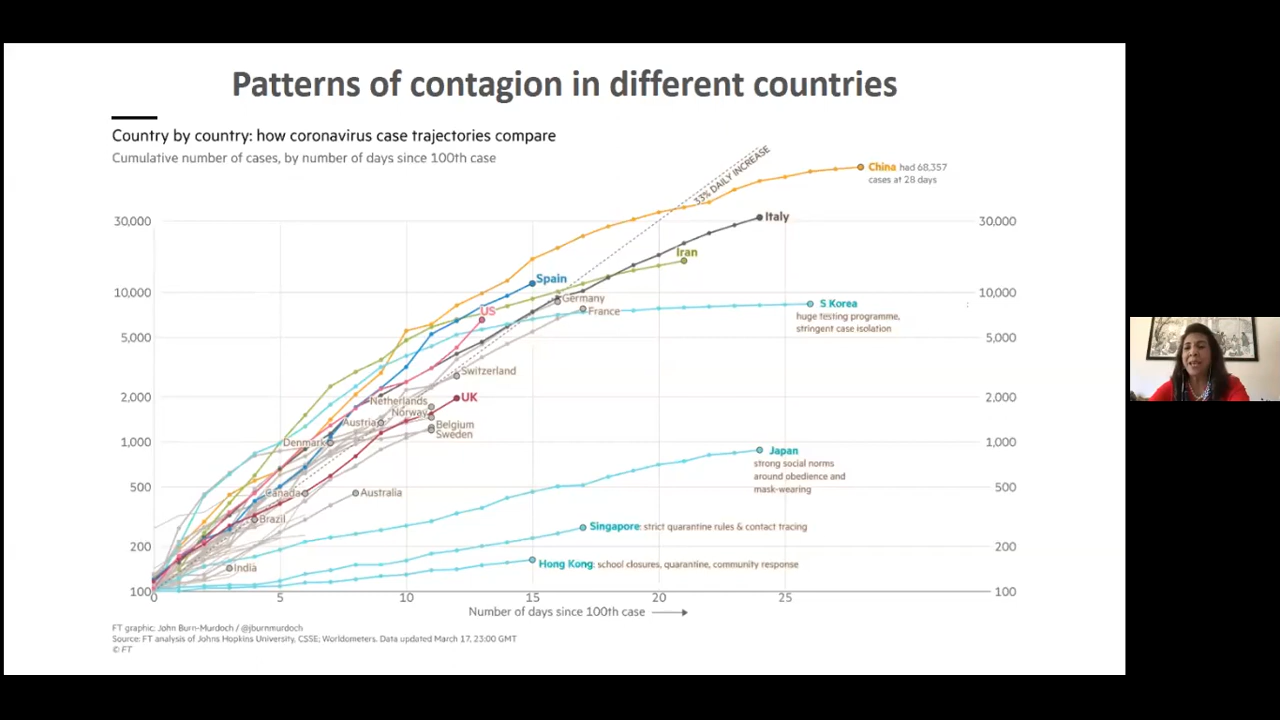 Patterns of contagion in different countries
Country by country: how coronavirus case trajectories compare
Cumulative number of cases, by number of days since 100th case
33% DAILY INCREASE
China had 68,357
cases at 28 days
30,000
Italy
30,000
Iran
Spain
10,000
Germany
10,000
US
France
S Korea
huge testing programme,
stringent case isolation
5,000
5,000
Switzerland
2,000
Netherlands
UK
2,000
Norway
Austria
Belgium
Sweden
1,000
Denmark
1,000
Japan
strong social norms
around obedience and
mask-wearing
500
Canada
Australia
500
Brazil
Singapore: strict quarantine rules & contact tracing
200
200
India
Hong Kong: school closures, quarantine, community response
100
100
0 5 10 15 20 25
Number of days since 100th case
FT graphic: John Burn-Murdoch / @jburnmurdoch
Source: FT analysis of Johns Hopkins University, CSSE; Worldometers. Data updated March 17, 23:00 GMT
© FT